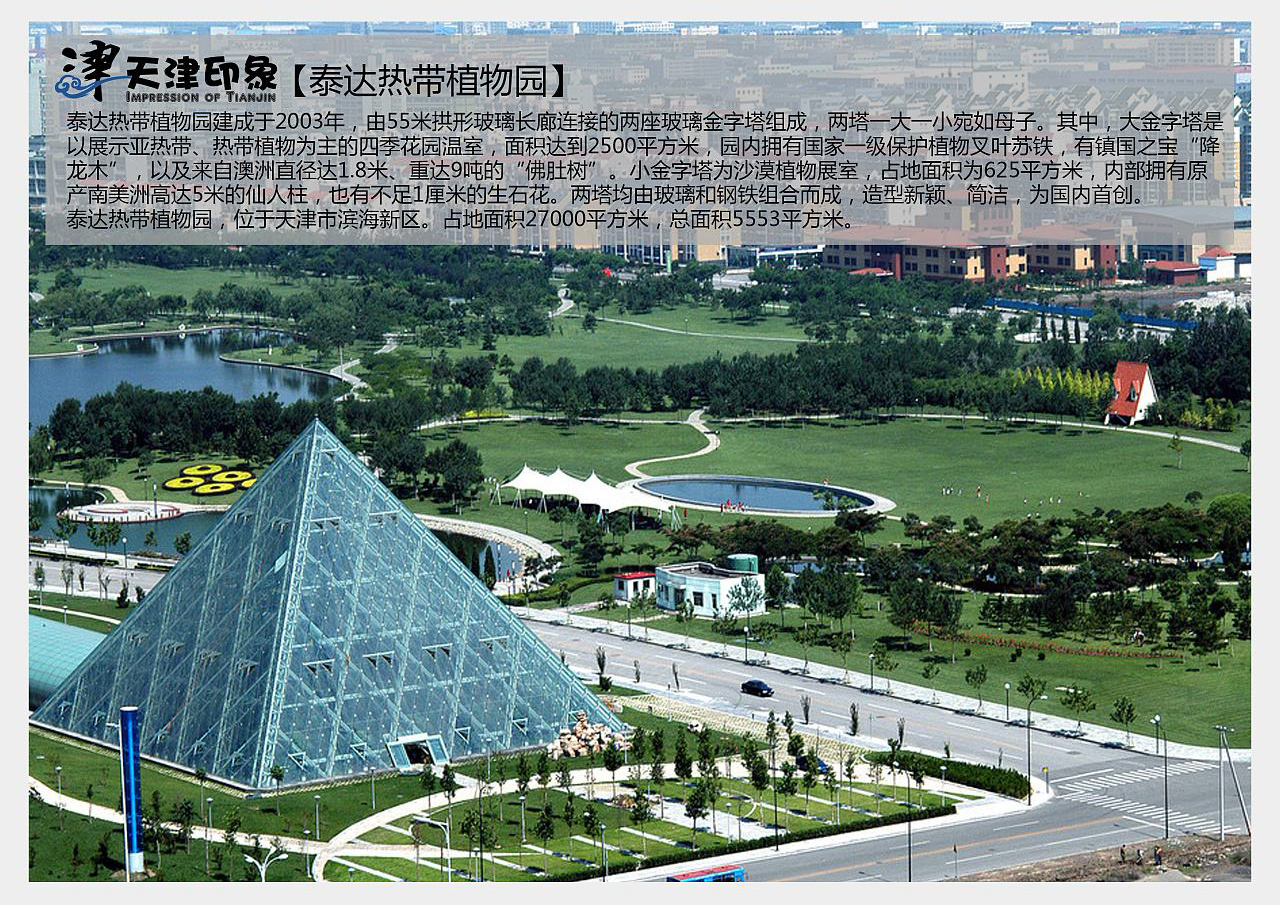 津 天津印象【泰达热带植物园】
IMPRESSION OF TIANJIN
泰达热带植物园建成于2003年，由55米拱形玻璃长廊连接的两座玻璃金字塔组成，两塔一大一小宛如母子。其中，大金字塔是
以展示亚热带、热带植物为主的四季花园温室，面积达到2500平方米，园内拥有国家一级保护植物叉叶苏铁，有镇国之宝“降
龙木”，以及来自澳洲直径达1.8米、重达9吨的“佛肚树”。小金字塔为沙漠植物展室，占地面积为625平方米，内部拥有原
产南美洲高达5米的仙人柱，也有不足1厘米的生石花。两塔均由玻璃和钢铁组合而成，造型新颖、简洁，为国内首创。
泰达热带植物园，位于天津市滨海新区。占地面积27000平方米，总面积5553平方米。